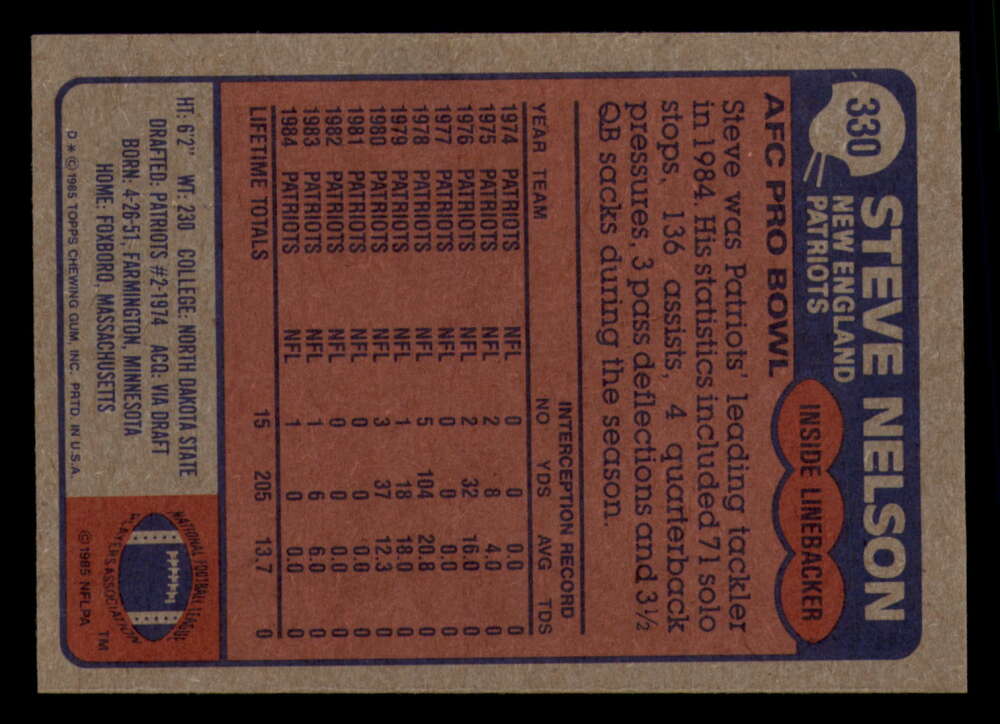 330
STEVE NELSON
NEW ENGLAND
PATRIOTS
INSIDE LINEBACKER
AFC PRO BOWL
Steve was Patriots' leading tackler
in 1984. His statistics included 71 solo
stops, 136 assists, 4 quarterback
pressures, 3 pass deflections and 3½
QB sacks during the season.
INTERCEPTION RECORD
YEAR TEAM NO YDS AVG TDS
1974 PATRIOTS NFL 0 0 0.0 0
1975 PATRIOTS NFL 2 8 4.0 0
1976 PATRIOTS NFL 2 32 16.0 0
1977 PATRIOTS NFL 0 0 0.0 0
1978 PATRIOTS NFL 5 104 20.8 0
1979 PATRIOTS NFL 1 18 18.0 0
1980 PATRIOTS NFL 3 37 12.3 0
1981 PATRIOTS NFL 0 0 0.0 0
1982 PATRIOTS NFL 0 0 0.0 0
1983 PATRIOTS NFL 1 6 6.0 0
1984 PATRIOTS NFL 1 0 0.0 0
LIFETIME TOTALS 15 205 13.7 0
HT: 6'2" WT: 230 COLLEGE: NORTH DAKOTA STATE
DRAFTED: PATRIOTS #2-1974 ACQ: VIA DRAFT
BORN: 4-26-51, FARMINGTON, MINNESOTA
HOME: FOXBORO, MASSACHUSETTS
D * © 1985 TOPPS CHEWING GUM, INC. PRTD. IN U.S.A.
NATIONAL FOOTBALL LEAGUE
PLAYERS ASSOCIATION
TM
© 1985 NFLPA